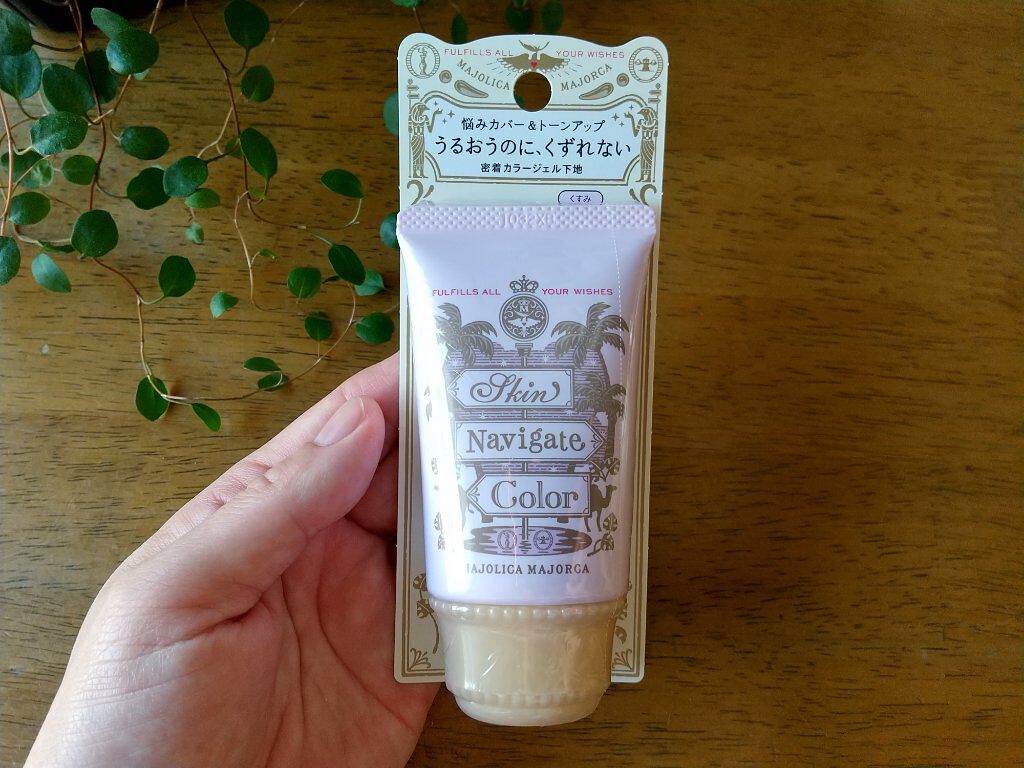 FULFILLS ALL YOUR WISHES
MAJOLICA MAJORCA
悩みカバー&トーンアップ
うるおうのに、くずれない
密着カラージェル下地
くすみ
FULFILLS ALL YOUR WISHES
M
Skin
Navigate
Color
MAJOLICA MAJORCA